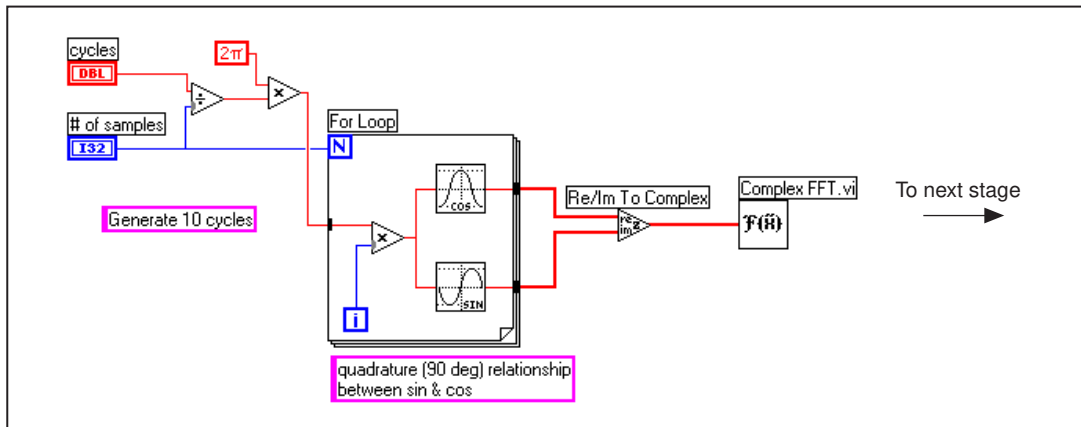 cycles
DBL
2π
÷
x
# of samples
I32
For Loop
N
Generate 10 cycles
x
i
COS
SIN
Re/Im To Complex
re
im z
Complex FFT.vi
F(x̃)
To next stage
quadrature (90 deg) relationship
between sin & cos